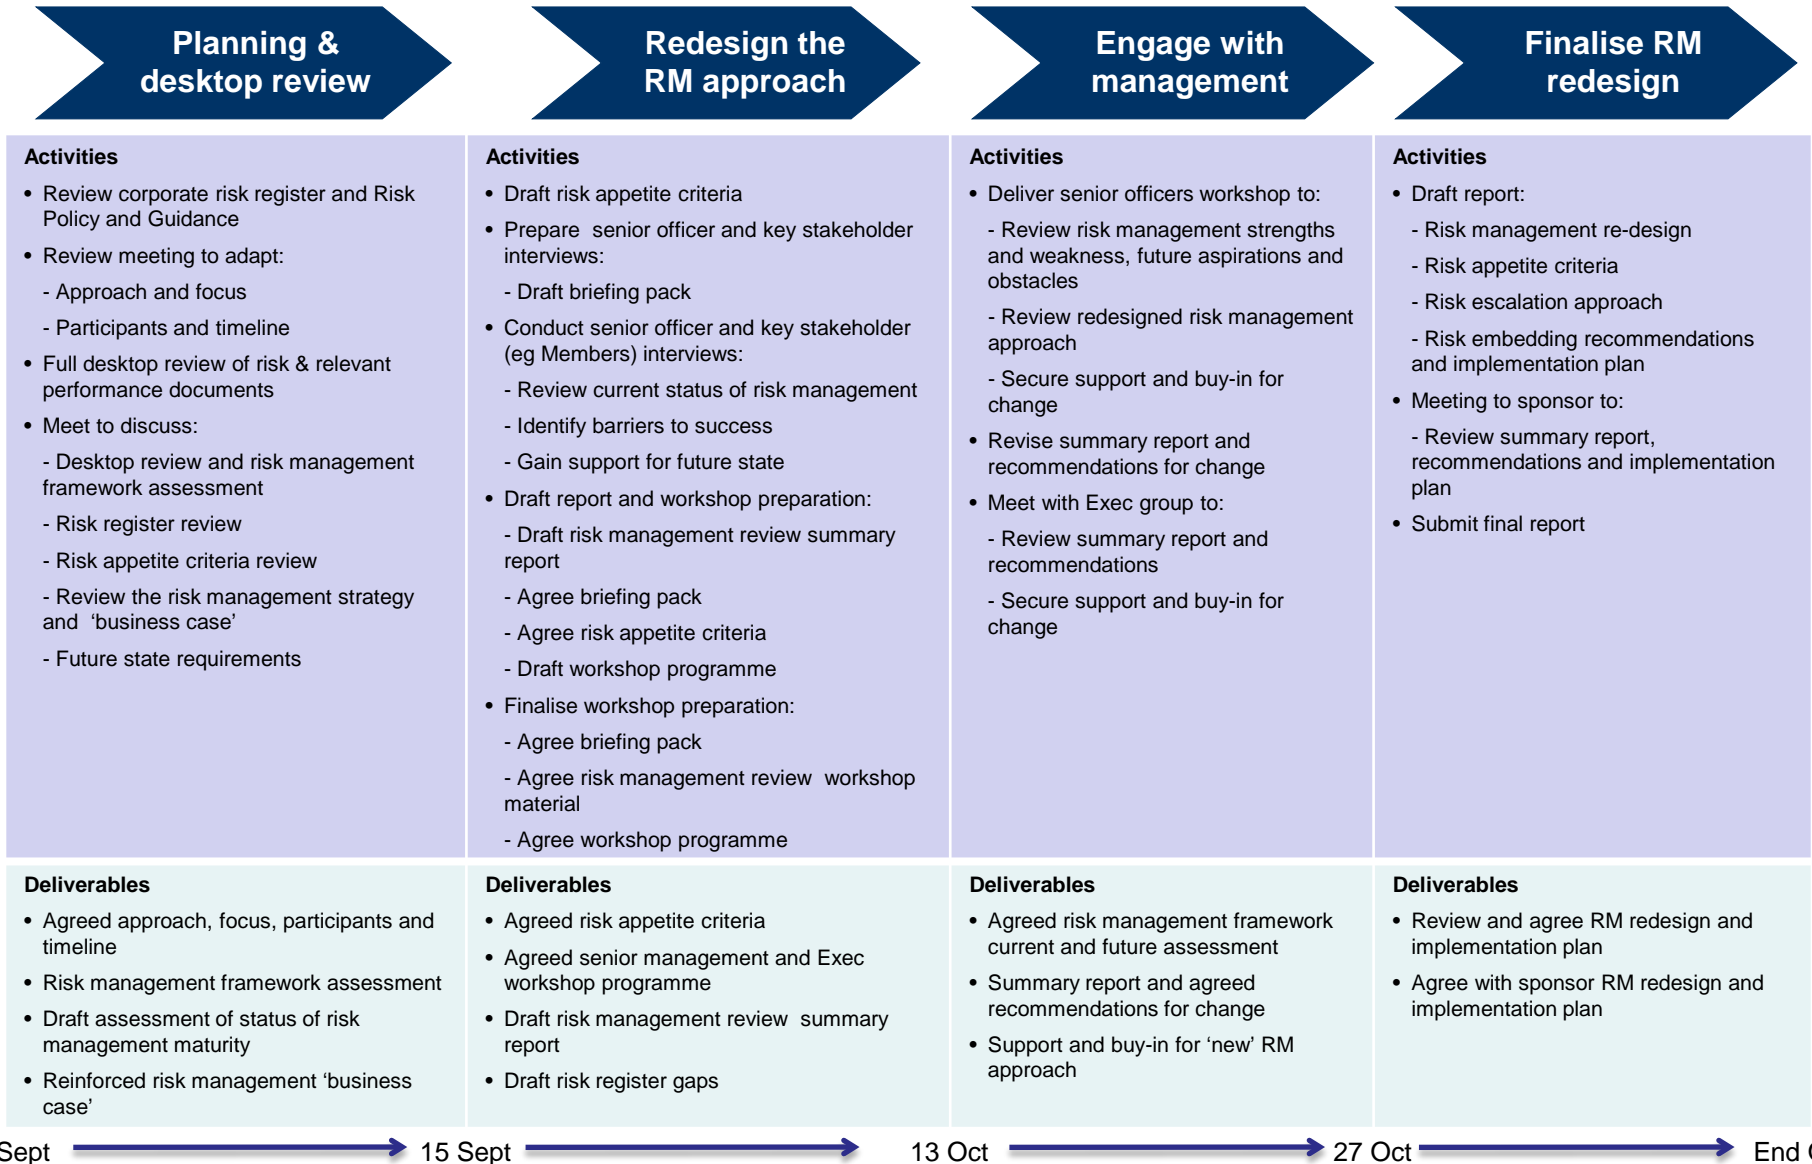 Planning &
desktop review
Redesign the
RM approach
Engage with
management
Finalise RM
redesign
Activities
• Review corporate risk register and Risk
Policy and Guidance
• Review meeting to adapt:
- Approach and focus
- Participants and timeline
• Full desktop review of risk & relevant
performance documents
• Meet to discuss:
- Desktop review and risk management
framework assessment
- Risk register review
- Risk appetite criteria review
- Review the risk management strategy
and ‘business case’
- Future state requirements
Activities
• Draft risk appetite criteria
• Prepare senior officer and key stakeholder
interviews:
- Draft briefing pack
• Conduct senior officer and key stakeholder
(eg Members) interviews:
- Review current status of risk management
- Identify barriers to success
- Gain support for future state
• Draft report and workshop preparation:
- Draft risk management review summary
report
- Agree briefing pack
- Agree risk appetite criteria
- Draft workshop programme
• Finalise workshop preparation:
- Agree briefing pack
- Agree risk management review workshop
material
- Agree workshop programme
Activities
• Deliver senior officers workshop to:
- Review risk management strengths
and weakness, future aspirations and
obstacles
- Review redesigned risk management
approach
- Secure support and buy-in for
change
• Revise summary report and
recommendations for change
• Meet with Exec group to:
- Review summary report and
recommendations
- Secure support and buy-in for
change
Activities
• Draft report:
- Risk management re-design
- Risk appetite criteria
- Risk escalation approach
- Risk embedding recommendations
and implementation plan
• Meeting to sponsor to:
- Review summary report,
recommendations and implementation
plan
• Submit final report
Deliverables
• Agreed approach, focus, participants and
timeline
• Risk management framework assessment
• Draft assessment of status of risk
management maturity
• Reinforced risk management ‘business
case’
Deliverables
• Agreed risk appetite criteria
• Agreed senior management and Exec
workshop programme
• Draft risk management review summary
report
• Draft risk register gaps
Deliverables
• Agreed risk management framework
current and future assessment
• Summary report and agreed
recommendations for change
• Support and buy-in for ‘new’ RM
approach
Deliverables
• Review and agree RM redesign and
implementation plan
• Agree with sponsor RM redesign and
implementation plan
Sept
15 Sept
13 Oct
27 Oct
End